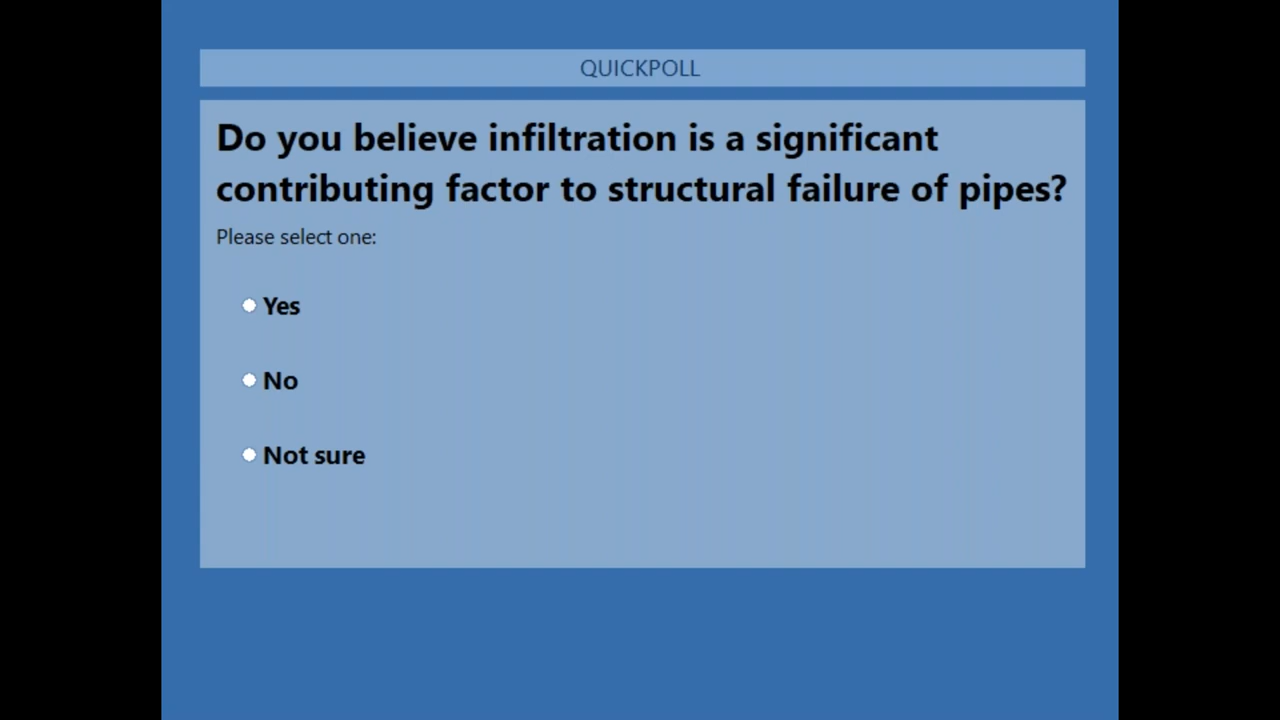 QUICKPOLL
Do you believe infiltration is a significant
contributing factor to structural failure of pipes?
Please select one:
Yes
No
Not sure